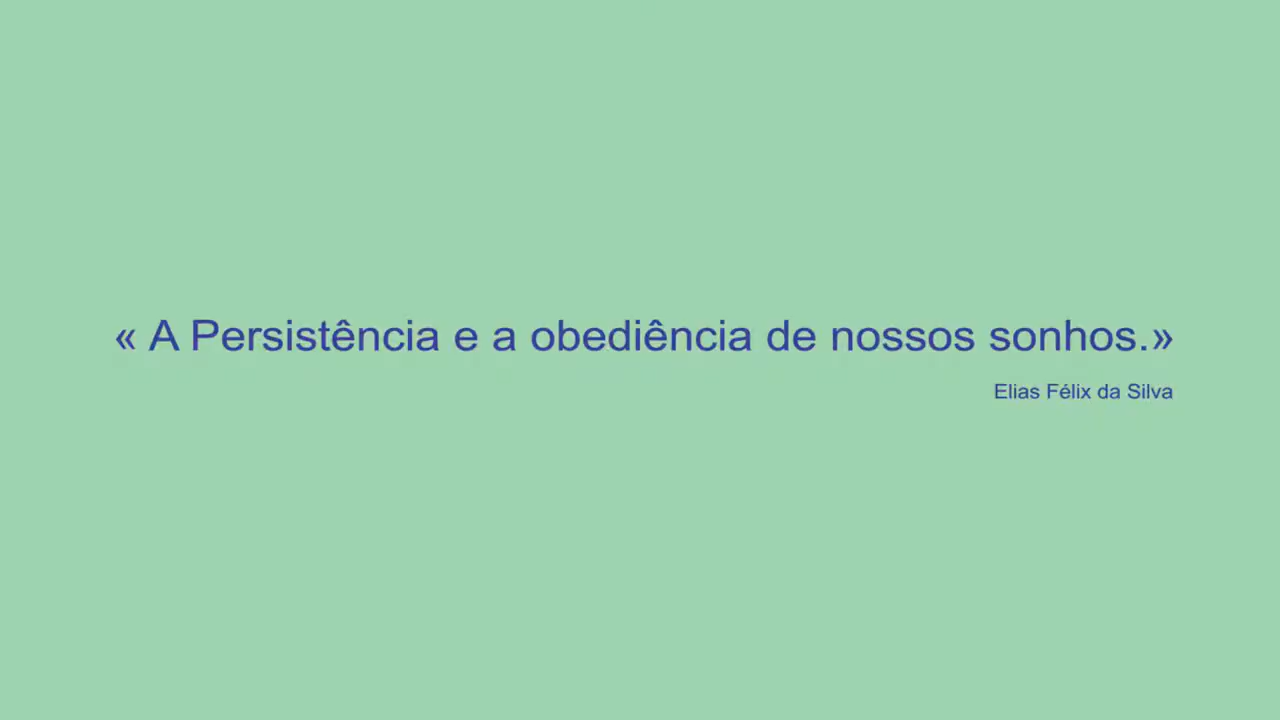 « A Persistência e a obediência de nossos sonhos.»
Elias Félix da Silva